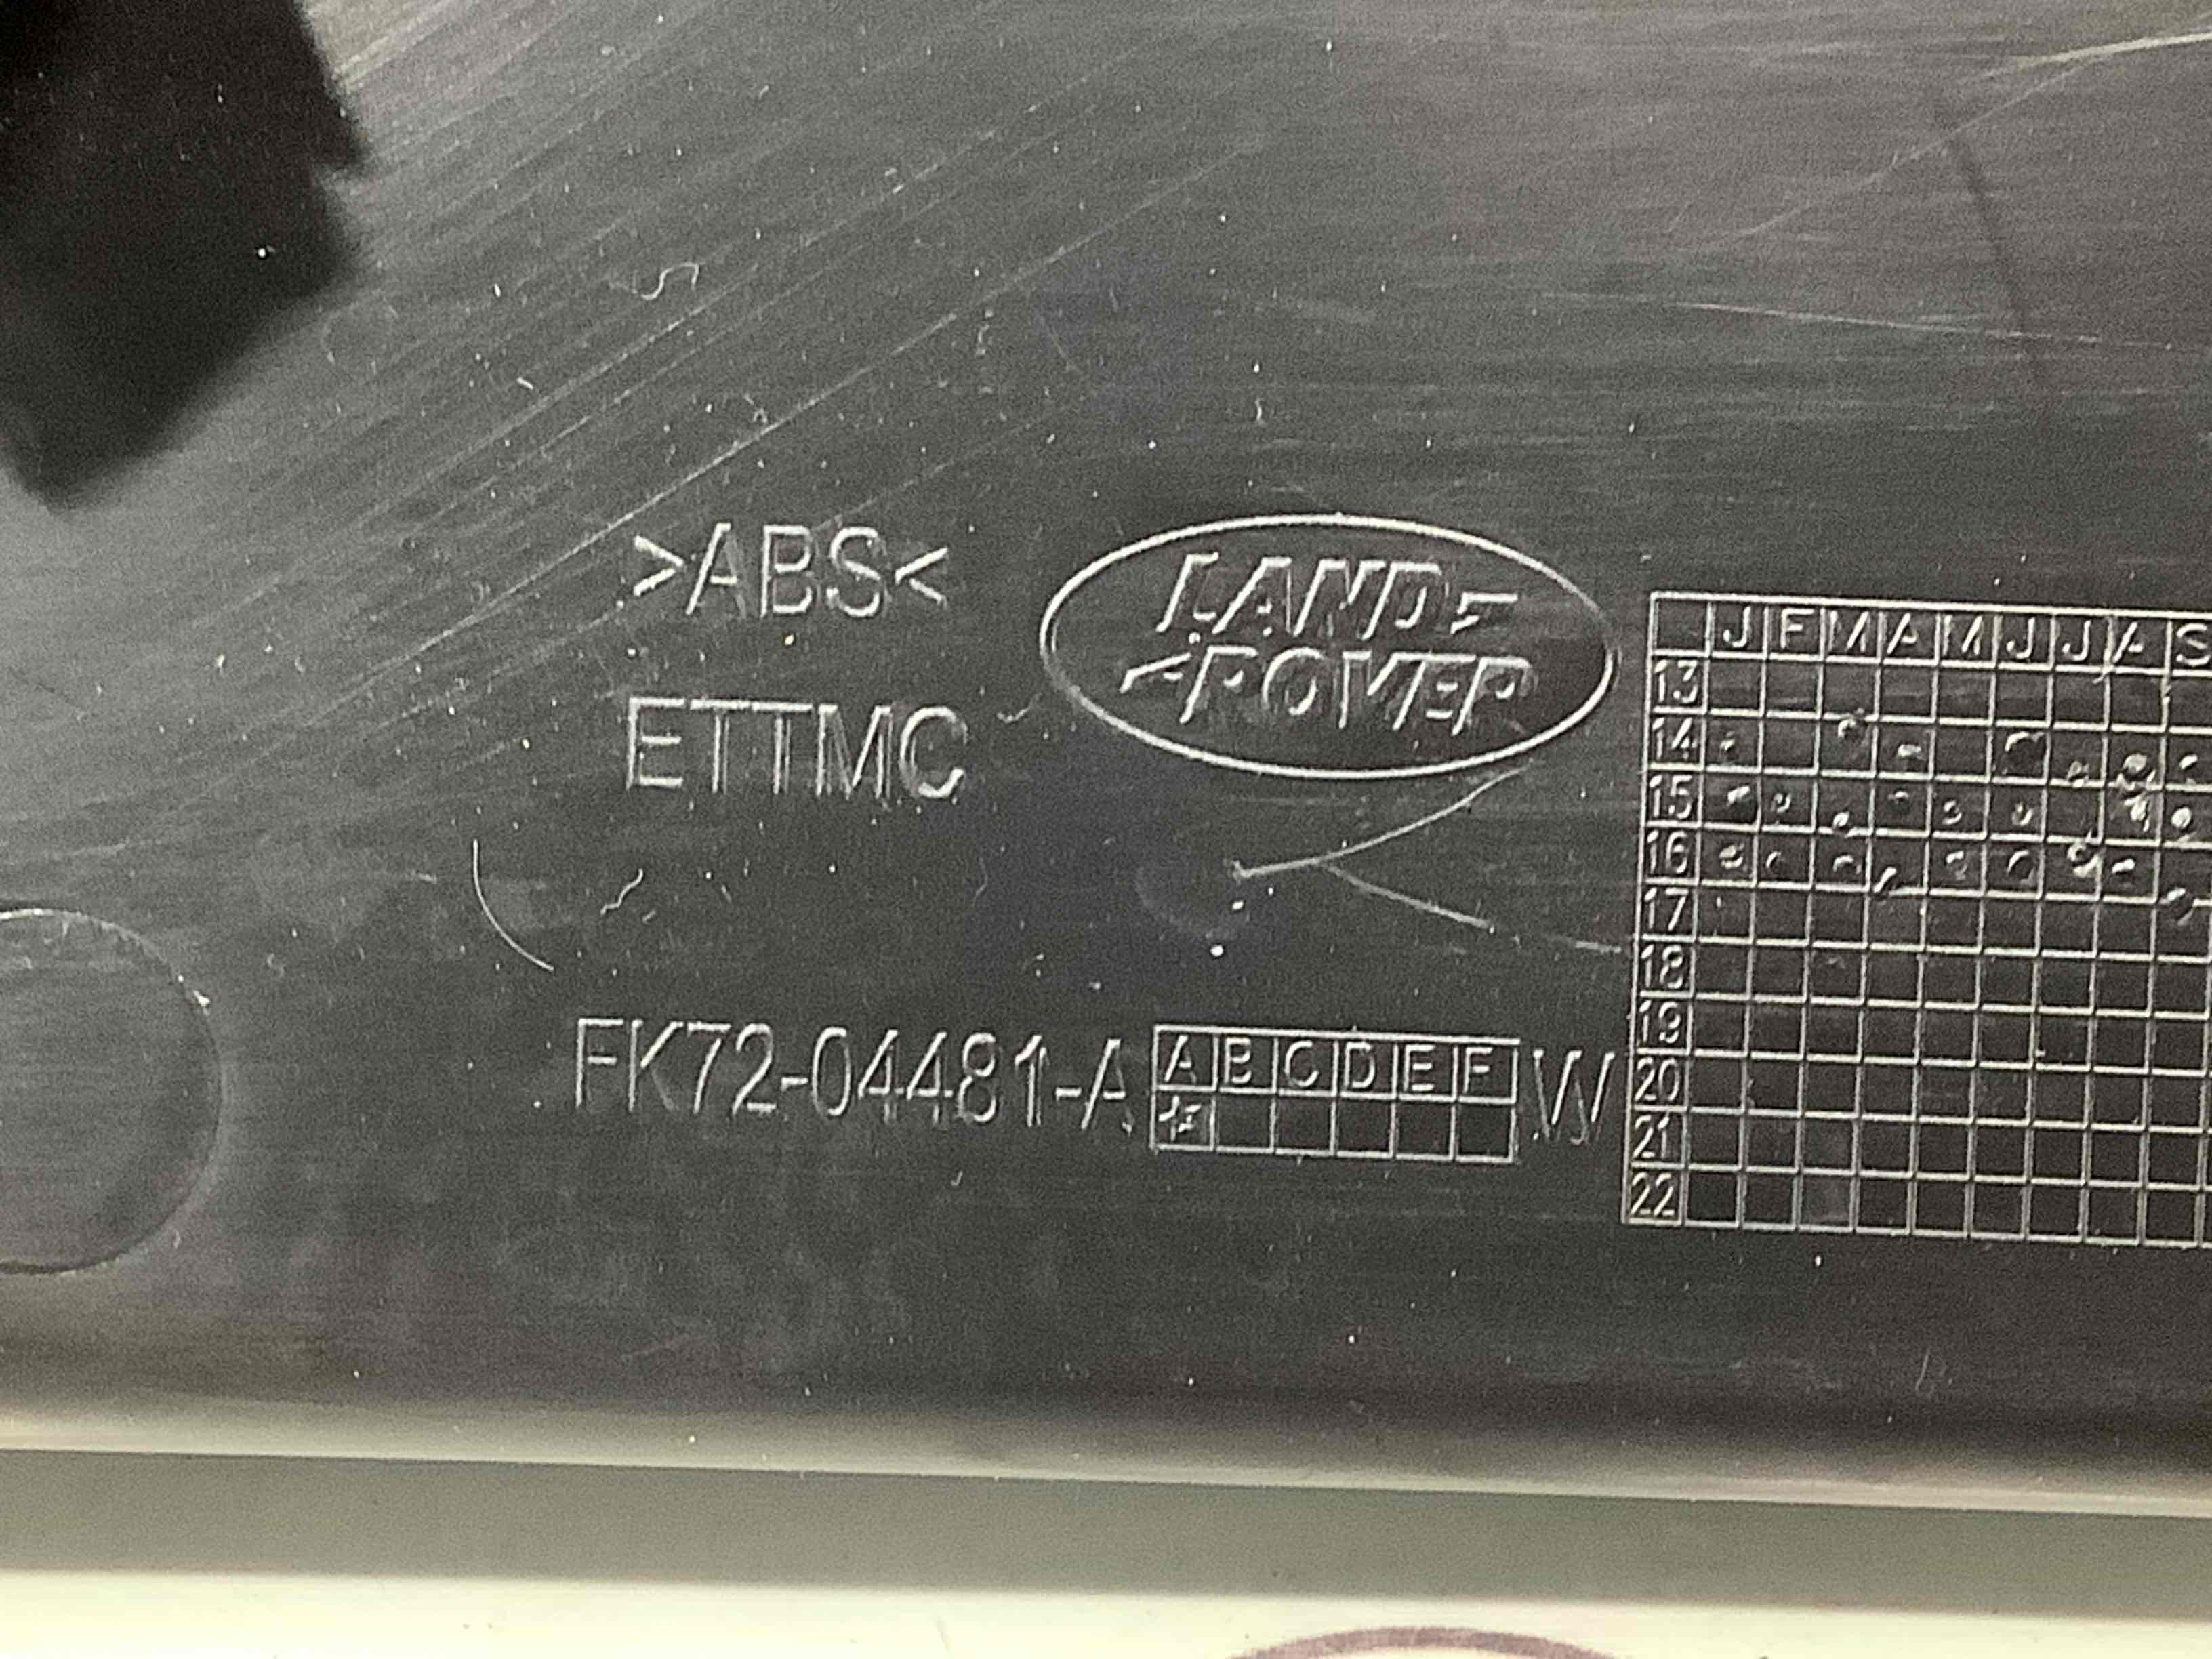 >ABS<
LAND
ROVER
ETTMC
J F M A M J J A S
13
14
15
16
17
18
19
20
21
22
FK72-04481-A
A B C D E F
W